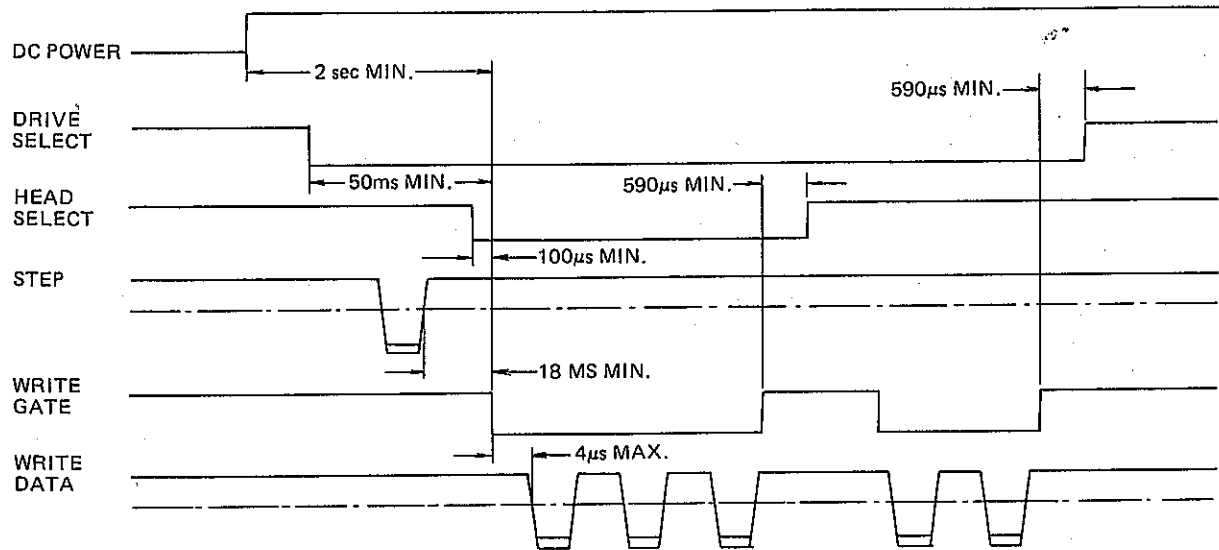 DC POWER
2 sec MIN.
590μs MIN.
DRIVE
SELECT
50ms MIN.
590μs MIN.
HEAD
SELECT
100μs MIN.
STEP
18 MS MIN.
WRITE
GATE
4μs MAX.
WRITE
DATA